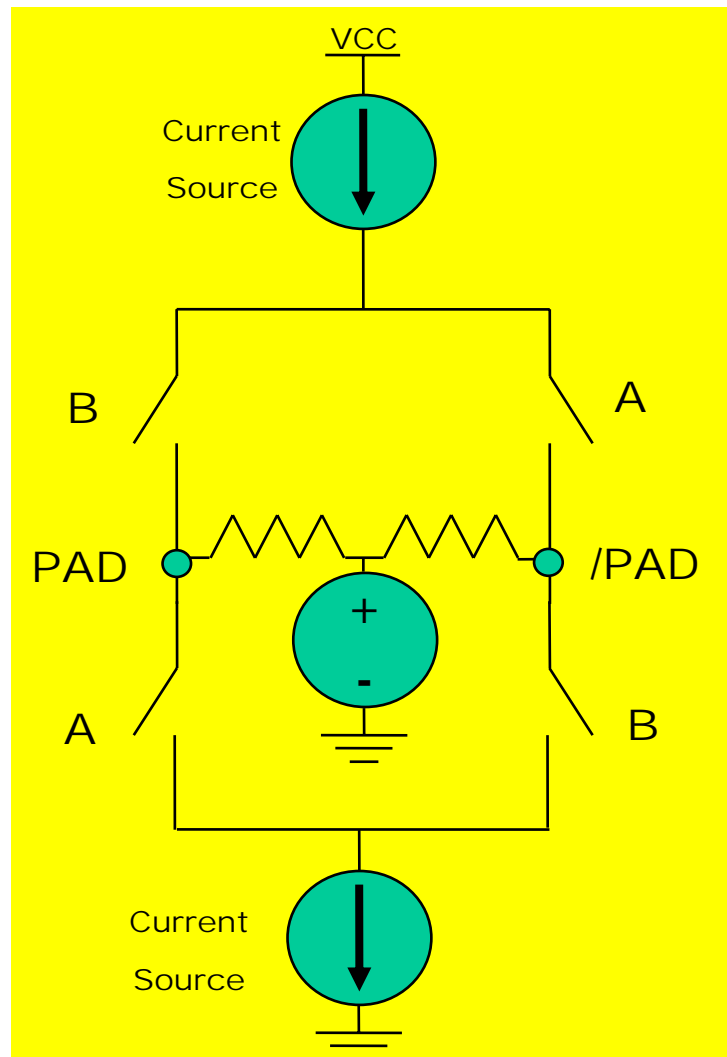 VCC
Current
Source
B
A
PAD
/PAD
+
-
A
B
Current
Source